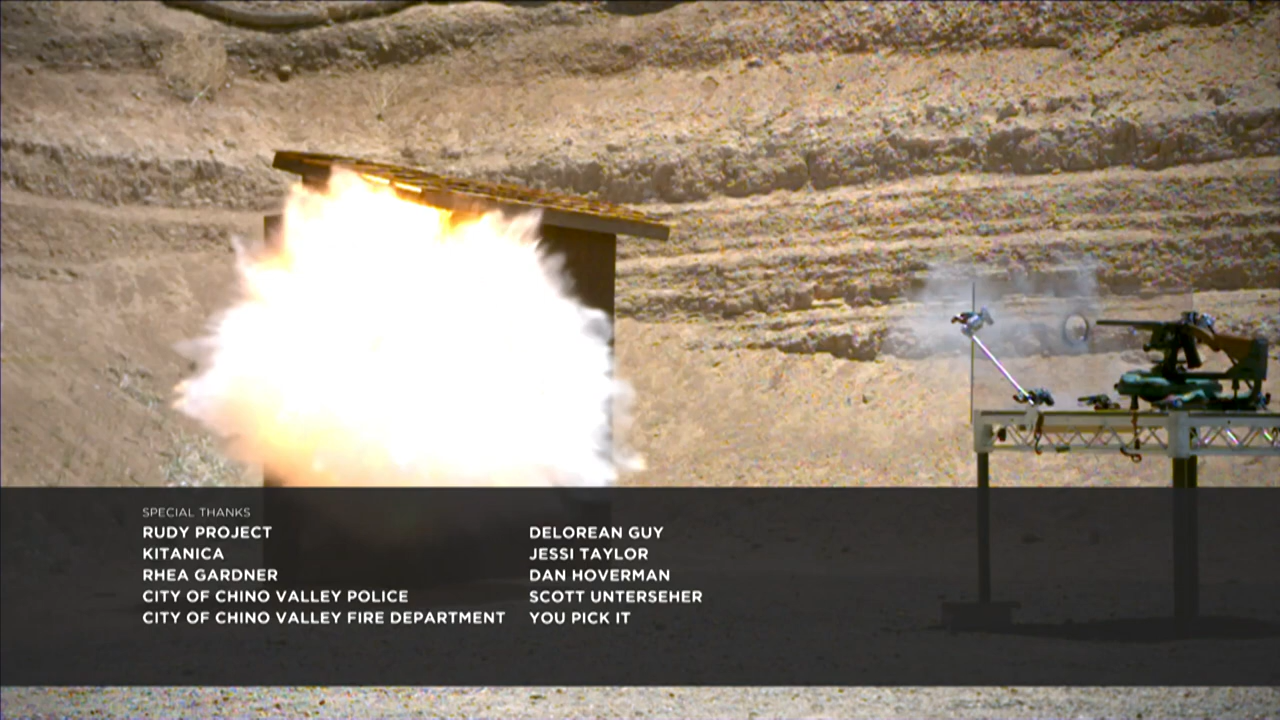 SPECIAL THANKS
RUDY PROJECT
KITANICA
RHEA GARDNER
CITY OF CHINO VALLEY POLICE
CITY OF CHINO VALLEY FIRE DEPARTMENT
DELOREAN GUY
JESSI TAYLOR
DAN HOVERMAN
SCOTT UNTERSEHER
YOU PICK IT